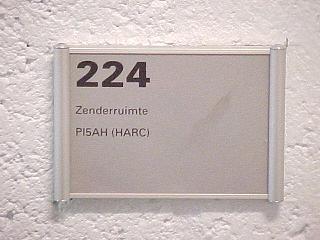 224
Zenderruimte
PI5AH (HARC)